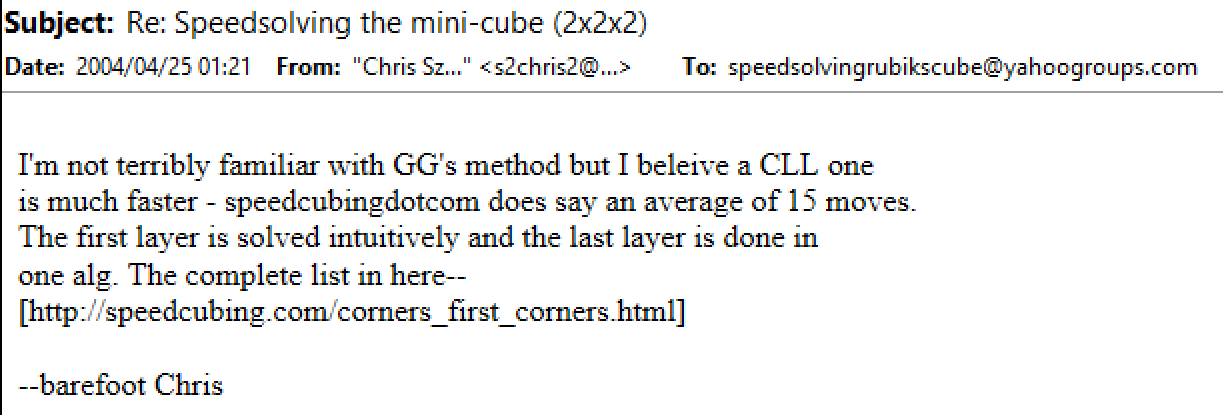 Subject: Re: Speedsolving the mini-cube (2x2x2)
Date: 2004/04/25 01:21 From: "Chris Sz..." <s2chris2@...> To: speedsolvingrubikscube@yahoogroups.com
I'm not terribly familiar with GG's method but I beleive a CLL one
is much faster - speedcubingdotcom does say an average of 15 moves.
The first layer is solved intuitively and the last layer is done in
one alg. The complete list in here--
[http://speedcubing.com/corners_first_corners.html]
--barefoot Chris